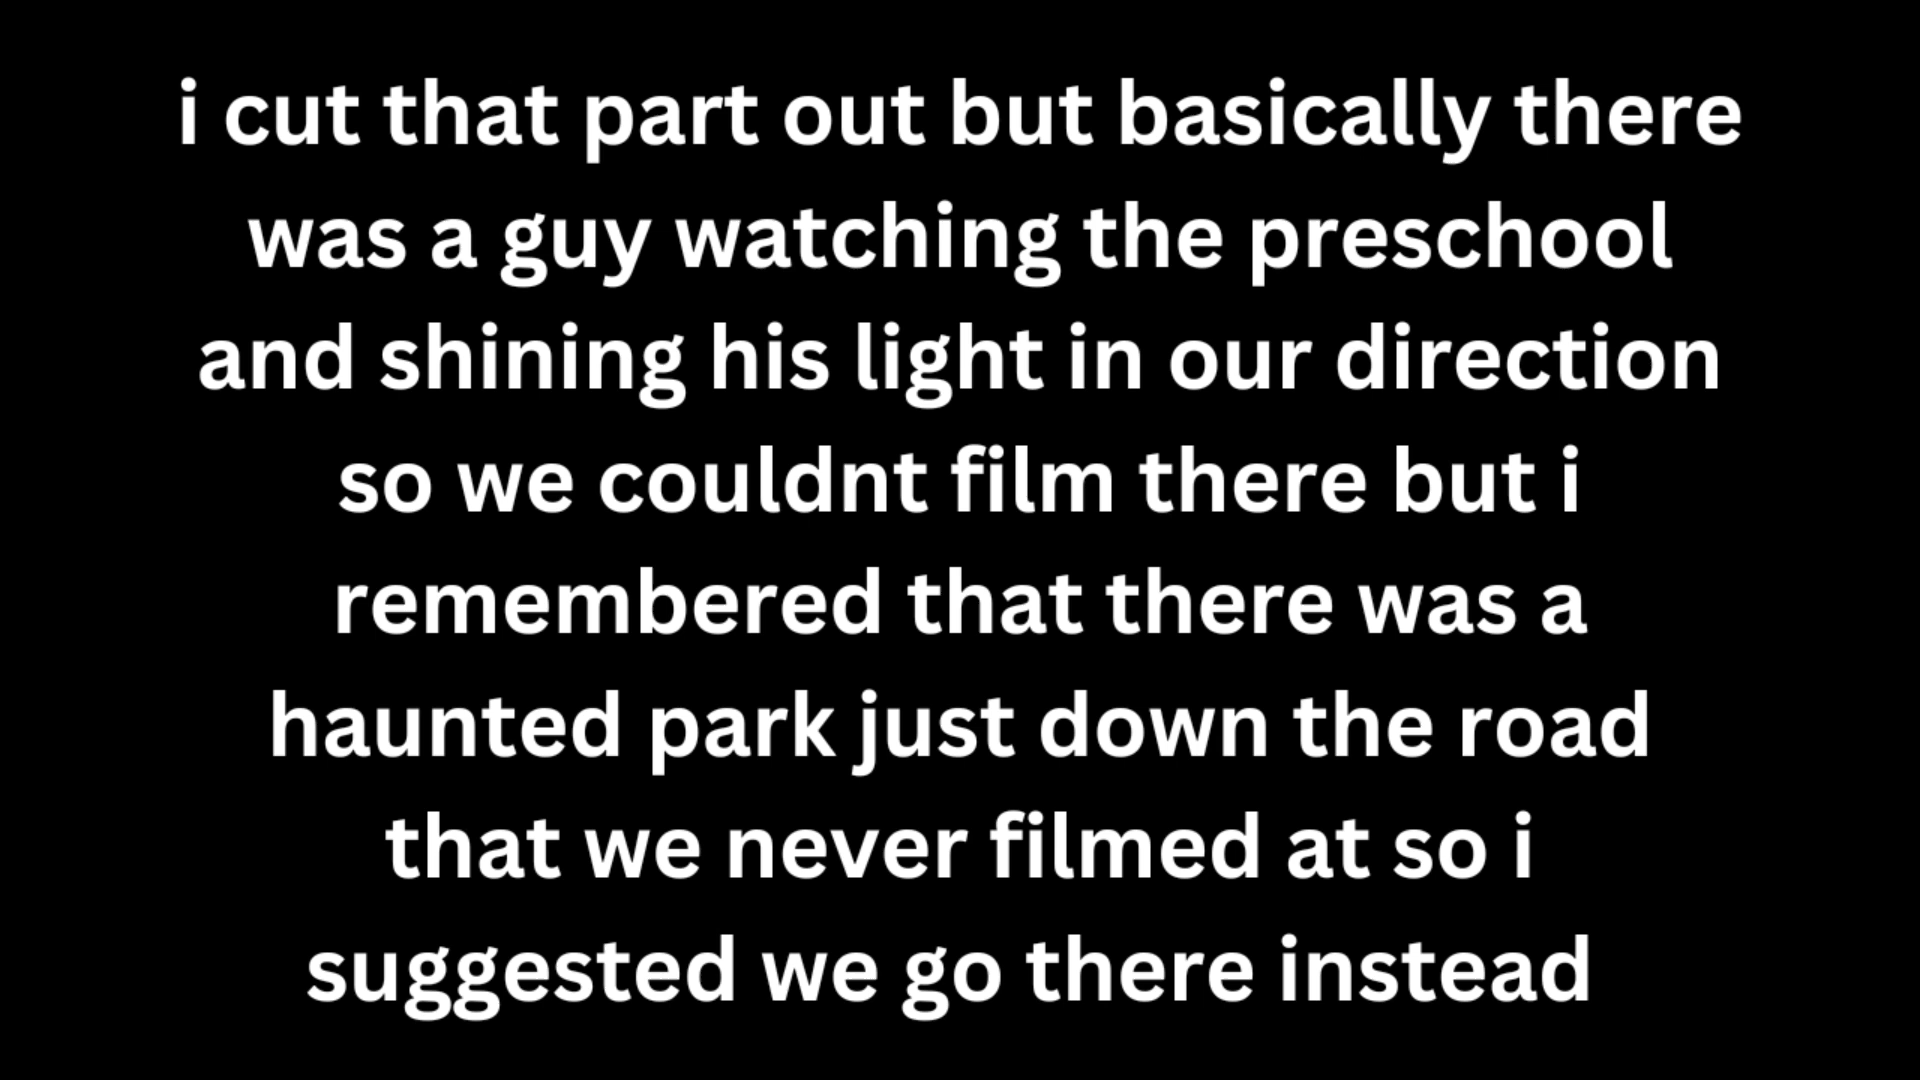 i cut that part out but basically there
was a guy watching the preschool
and shining his light in our direction
so we couldnt film there but i
remembered that there was a
haunted park just down the road
that we never filmed at so i
suggested we go there instead